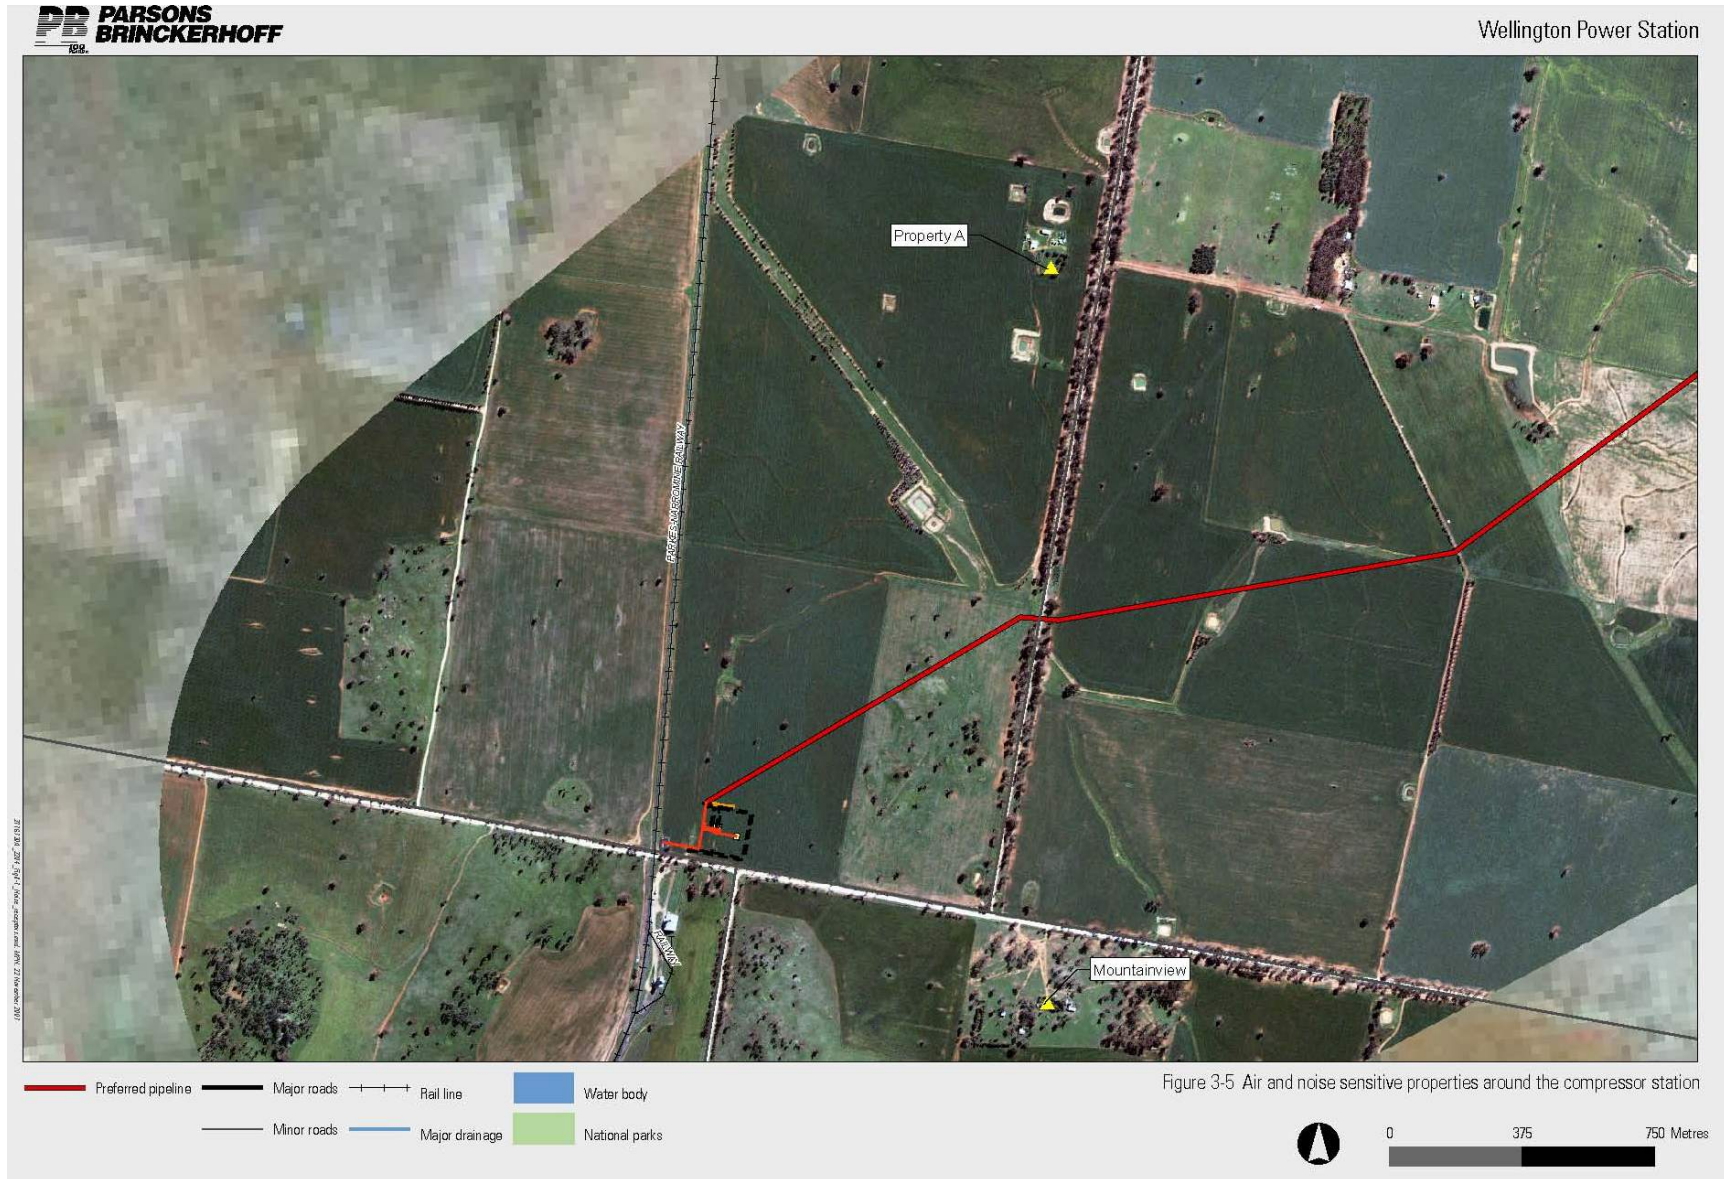 PB PARSONS
BRINCKERHOFF
100
Wellington Power Station
Property A
PARKES-NARROMINE RAILWAY
RAILWAY
Mountainview
Preferred pipeline
Major roads
Rail line
Water body
Minor roads
Major drainage
National parks
Figure 3-5 Air and noise sensitive properties around the compressor station
0 375 750 Metres